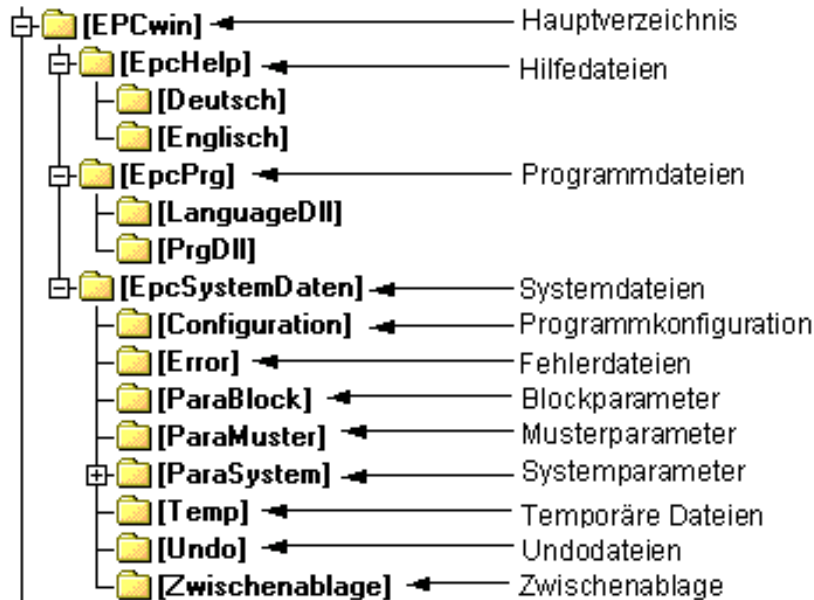 [EPCwin] Hauptverzeichnis
[EpcHelp] Hilfedateien
[Deutsch]
[Englisch]
[EpcPrg] Programmdateien
[LanguageDll]
[PrgDll]
[EpcSystemDaten] Systemdateien
[Configuration] Programmkonfiguration
[Error] Fehlerdateien
[ParaBlock] Blockparameter
[ParaMuster] Musterparameter
[ParaSystem] Systemparameter
[Temp] Temporäre Dateien
[Undo] Undodateien
[Zwischenablage] Zwischenablage